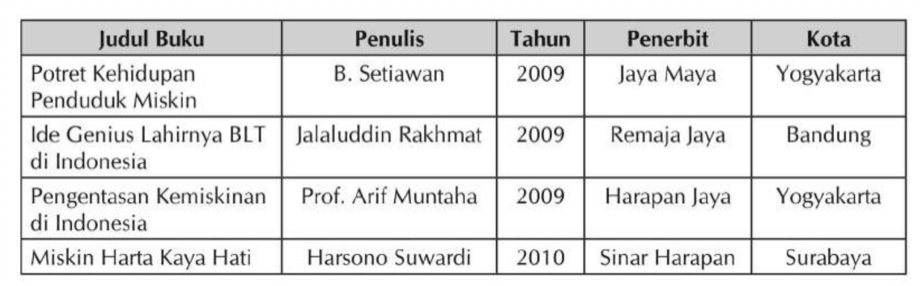 Judul Buku Penulis Tahun Penerbit Kota
Potret Kehidupan B. Setiawan 2009 Jaya Maya Yogyakarta
Penduduk Miskin
Ide Genius Lahirnya BLT Jalaluddin Rakhmat 2009 Remaja Jaya Bandung
di Indonesia
Pengentasan Kemiskinan Prof. Arif Muntaha 2009 Harapan Jaya Yogyakarta
di Indonesia
Miskin Harta Kaya Hati Harsono Suwardi 2010 Sinar Harapan Surabaya